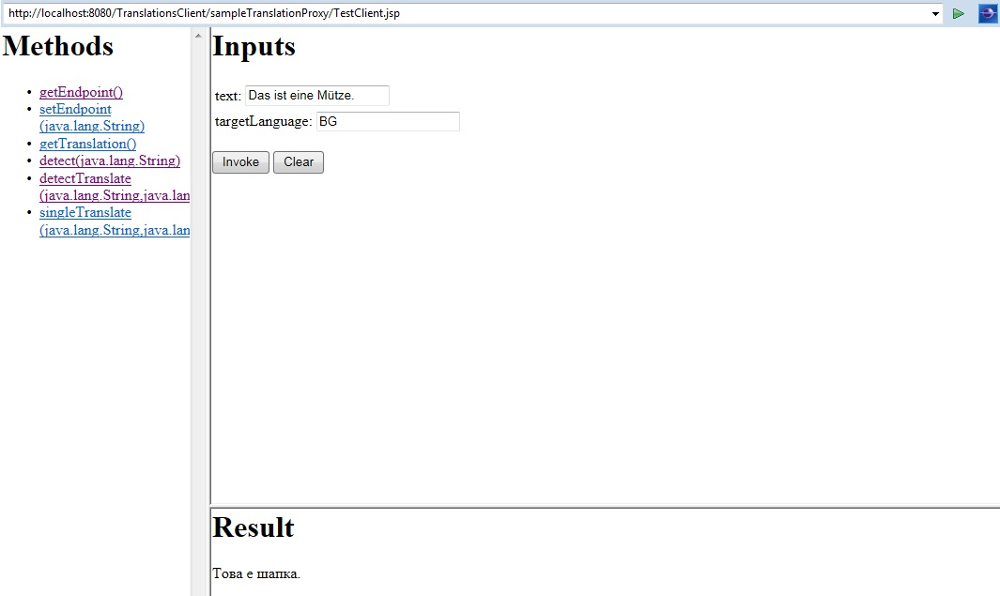 http://localhost:8080/TranslationsClient/sampleTranslationProxy/TestClient.jsp
Methods
getEndpoint()
setEndpoint
(java.lang.String)
getTranslation()
detect(java.lang.String)
detectTranslate
(java.lang.String,java.lan
singleTranslate
(java.lang.String,java.lan
Inputs
text: Das ist eine Mütze.
targetLanguage: BG
Invoke Clear
Result
Това е шапка.